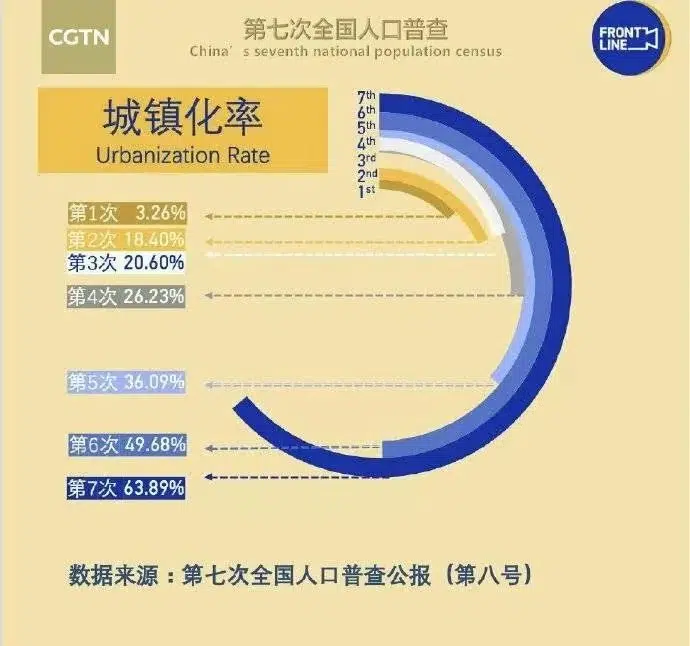 CGTN
第七次全国人口普查
China's seventh national population census
FRONT
LINE
城镇化率
Urbanization Rate
7th
6th
5th
4th
3rd
2nd
1st
第1次 3.26%
第2次 18.40%
第3次 20.60%
第4次 26.23%
第5次 36.09%
第6次 49.68%
第7次 63.89%
数据来源：第七次全国人口普查公报（第八号）